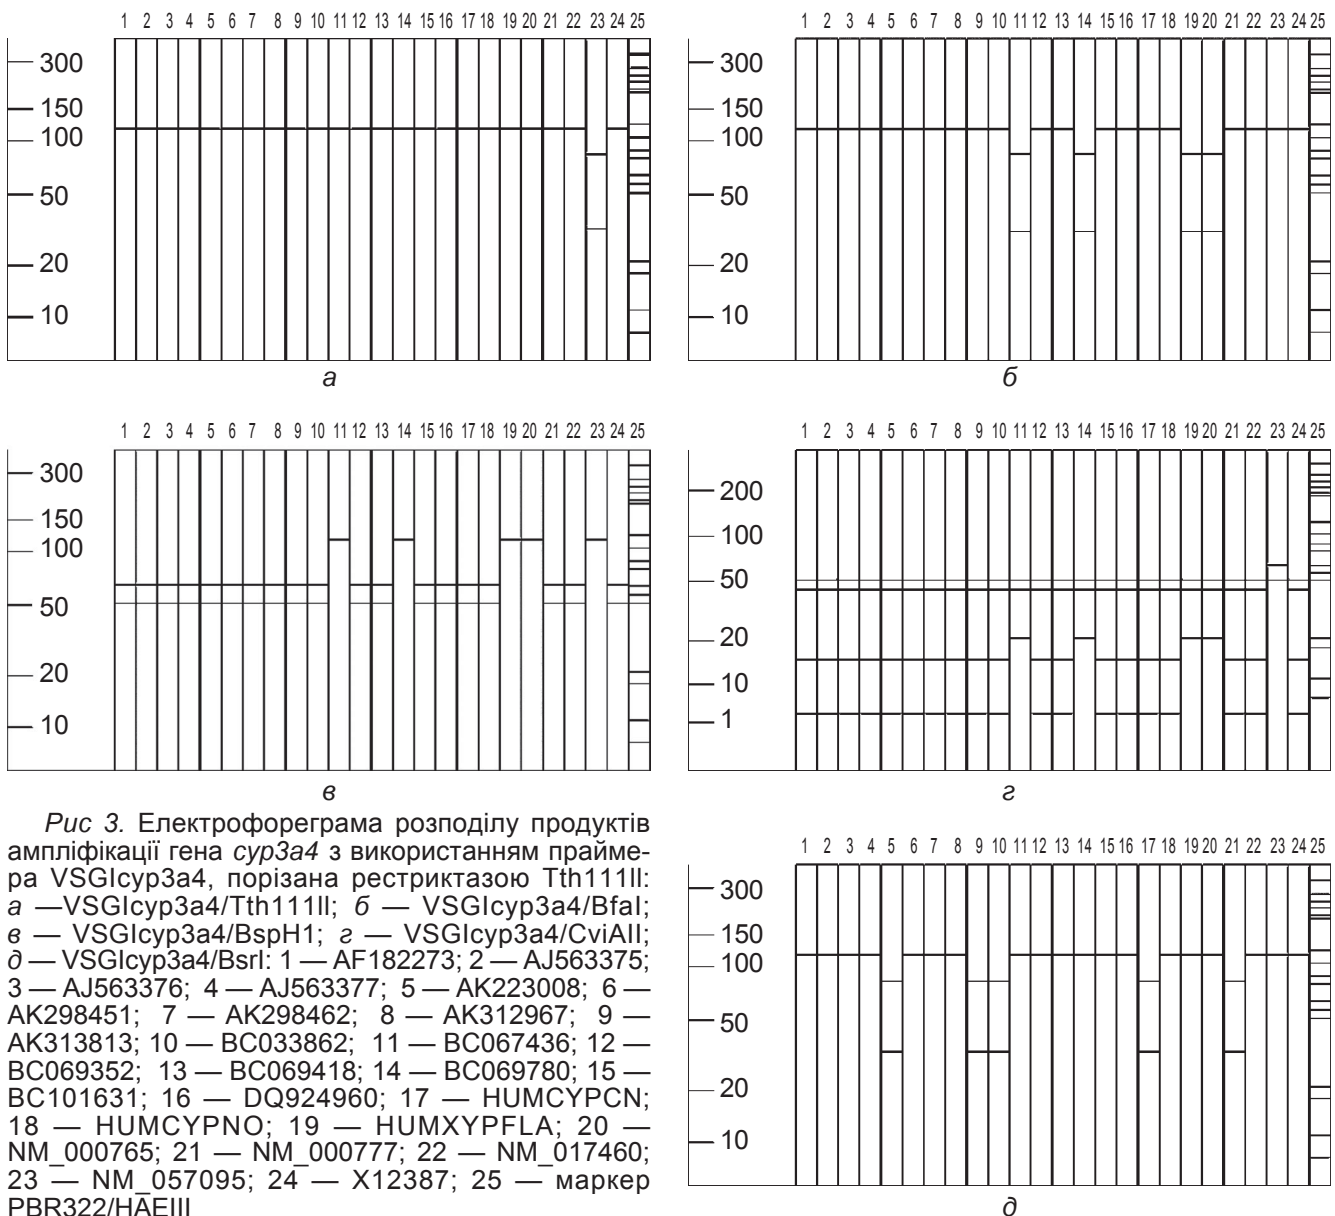 1 2 3 4 5 6 7 8 9 10 11 12 13 14 15 16 17 18 19 20 21 22 23 24 25
300
150
100
50
20
10
а
1 2 3 4 5 6 7 8 9 10 11 12 13 14 15 16 17 18 19 20 21 22 23 24 25
300
150
100
50
20
10
б
1 2 3 4 5 6 7 8 9 10 11 12 13 14 15 16 17 18 19 20 21 22 23 24 25
300
150
100
50
20
10
в
1 2 3 4 5 6 7 8 9 10 11 12 13 14 15 16 17 18 19 20 21 22 23 24 25
200
100
50
20
10
1
г
Рис 3. Електрофореграма розподілу продуктів
ампліфікації гена cyp3a4 з використанням прайме-
ра VSGIcyp3a4, порізана рестриктазою Tth111II:
а —VSGIcyp3a4/Tth111II; б — VSGIcyp3a4/BfaI;
в — VSGIcyp3a4/BspH1; г — VSGIcyp3a4/CviAII;
д — VSGIcyp3a4/BsrI: 1 — AF182273; 2 — AJ563375;
3 — AJ563376; 4 — AJ563377; 5 — AK223008; 6 —
AK298451; 7 — AK298462; 8 — AK312967; 9 —
AK313813; 10 — BC033862; 11 — BC067436; 12 —
BC069352; 13 — BC069418; 14 — BC069780; 15 —
BC101631; 16 — DQ924960; 17 — HUMCYPCN;
18 — HUMCYPNO; 19 — HUMXYPFLA; 20 —
NM_000765; 21 — NM_000777; 22 — NM_017460;
23 — NM_057095; 24 — X12387; 25 — маркер
PBR322/HAEIII
1 2 3 4 5 6 7 8 9 10 11 12 13 14 15 16 17 18 19 20 21 22 23 24 25
300
150
100
50
20
10
д